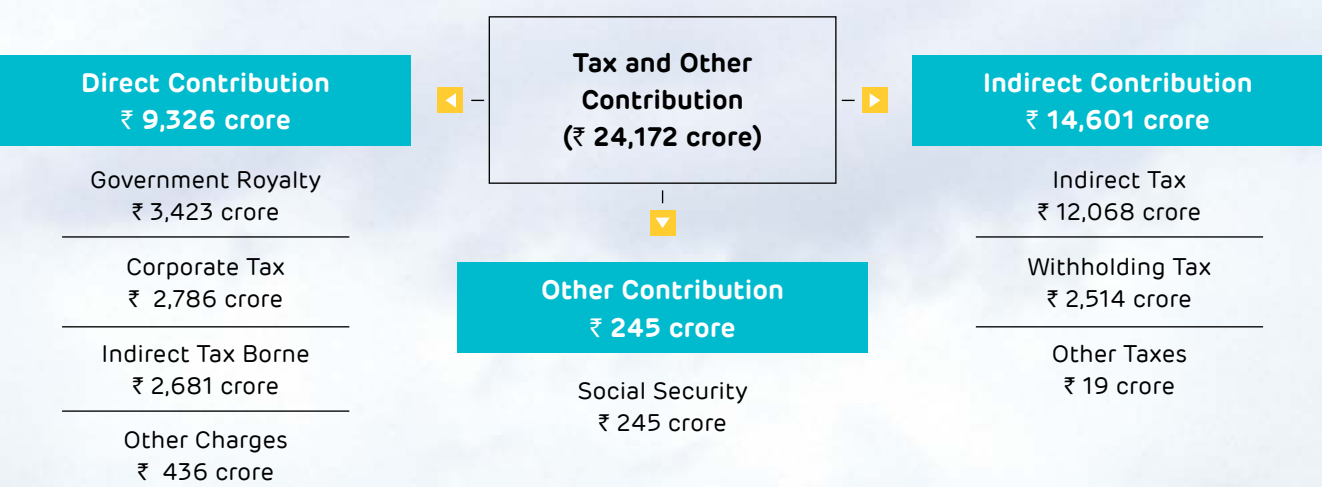 Tax and Other
Contribution
(₹ 24,172 crore)
Direct Contribution
₹ 9,326 crore
Government Royalty
₹ 3,423 crore
Corporate Tax
₹ 2,786 crore
Indirect Tax Borne
₹ 2,681 crore
Other Charges
₹ 436 crore
Other Contribution
₹ 245 crore
Social Security
₹ 245 crore
Indirect Contribution
₹ 14,601 crore
Indirect Tax
₹ 12,068 crore
Withholding Tax
₹ 2,514 crore
Other Taxes
₹ 19 crore